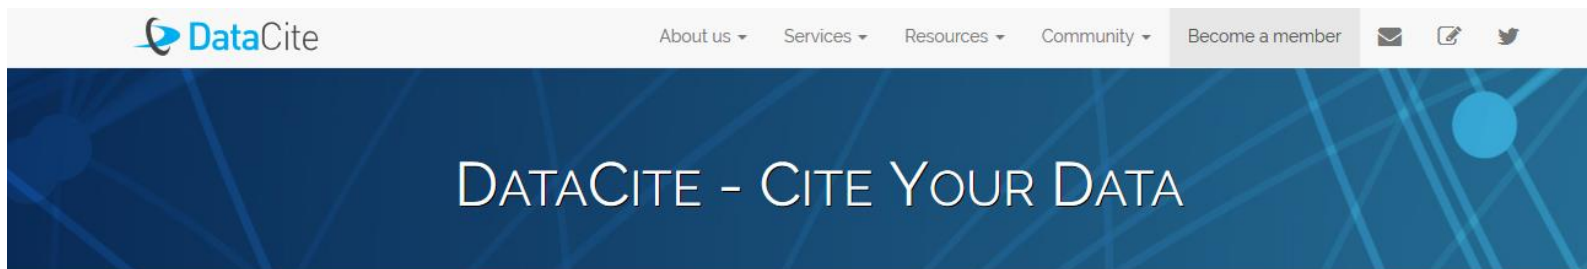 DataCite About us Services Resources Community Become a member
DATACITE - CITE YOUR DATA